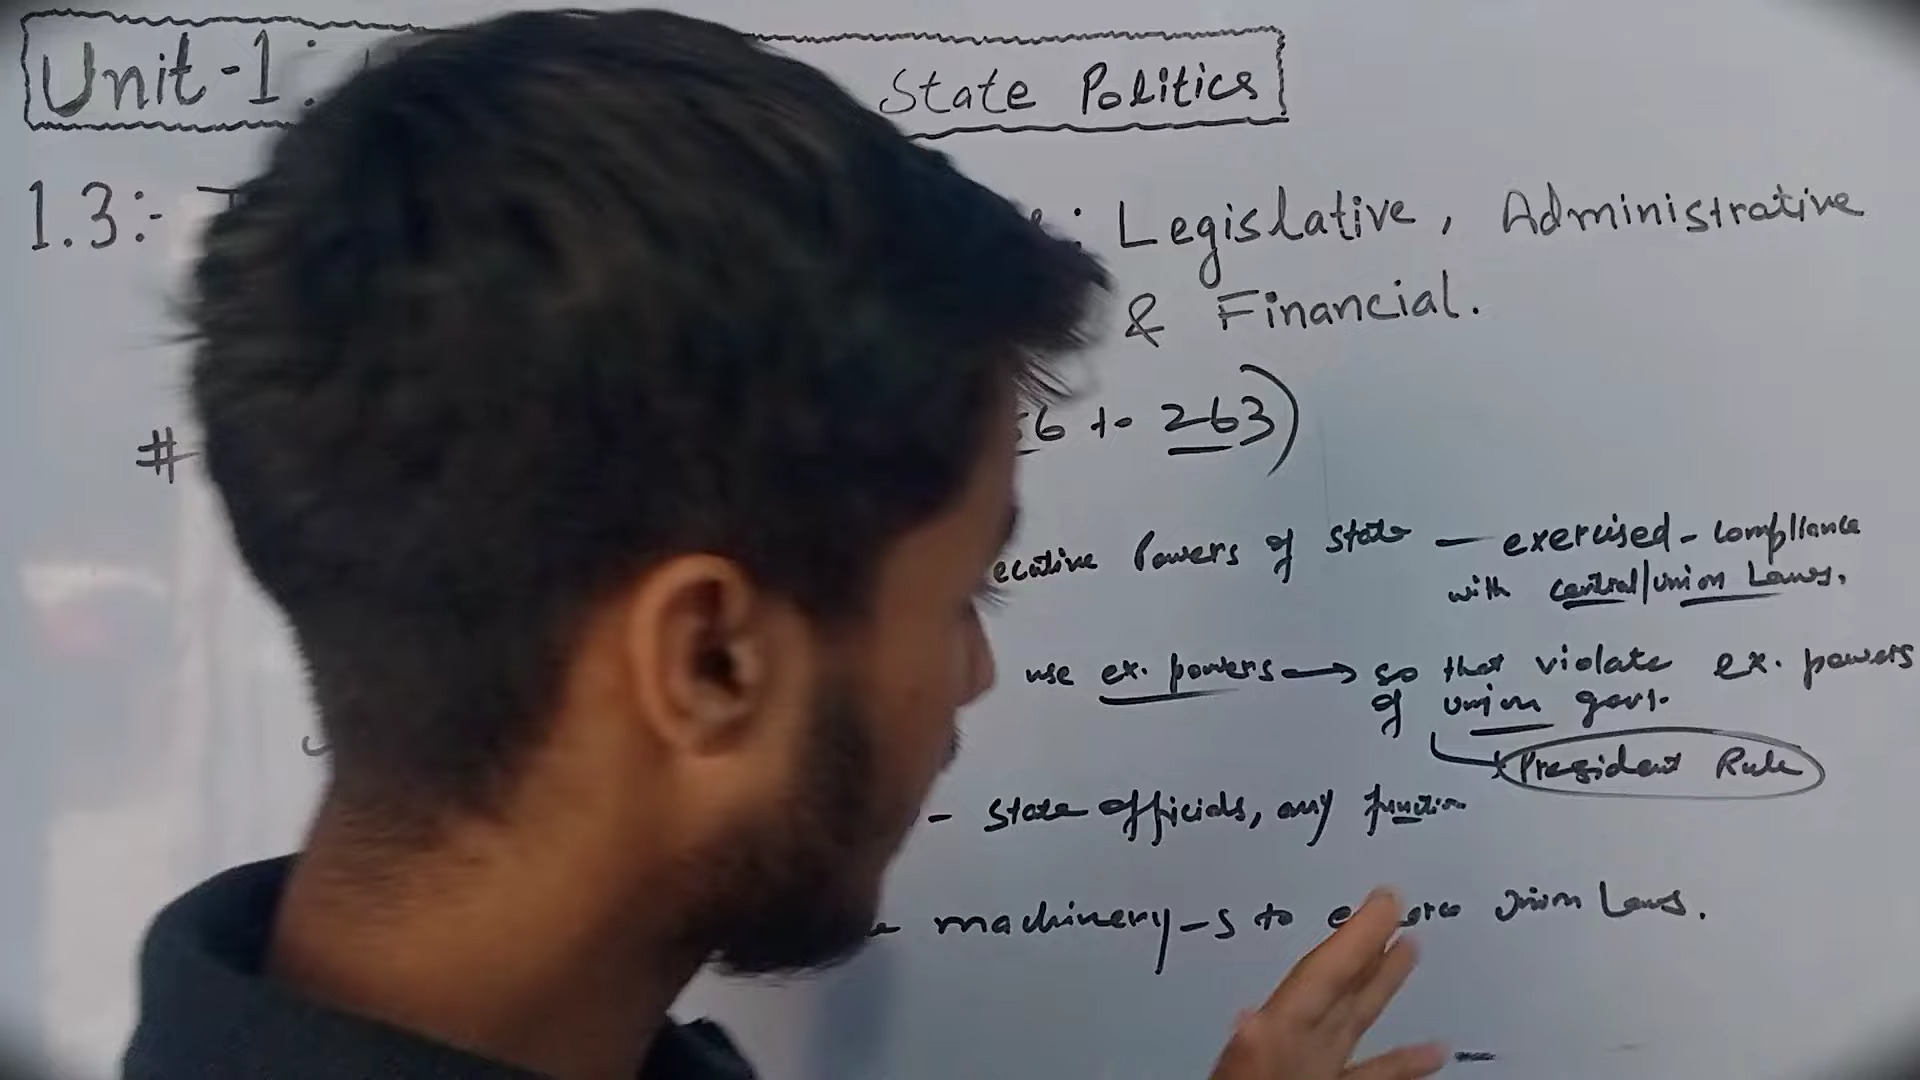 Unit-1: State Politics
1.3:- : Legislative, Administrative
& Financial.
# 56 to 263)
ecutive Powers of state — exercised - compliance
with central/union Laws.
use ex. powers → so that violate ex. powers
of union govt.
President Rule
- state officials, any function
machinery - s to union Laws.